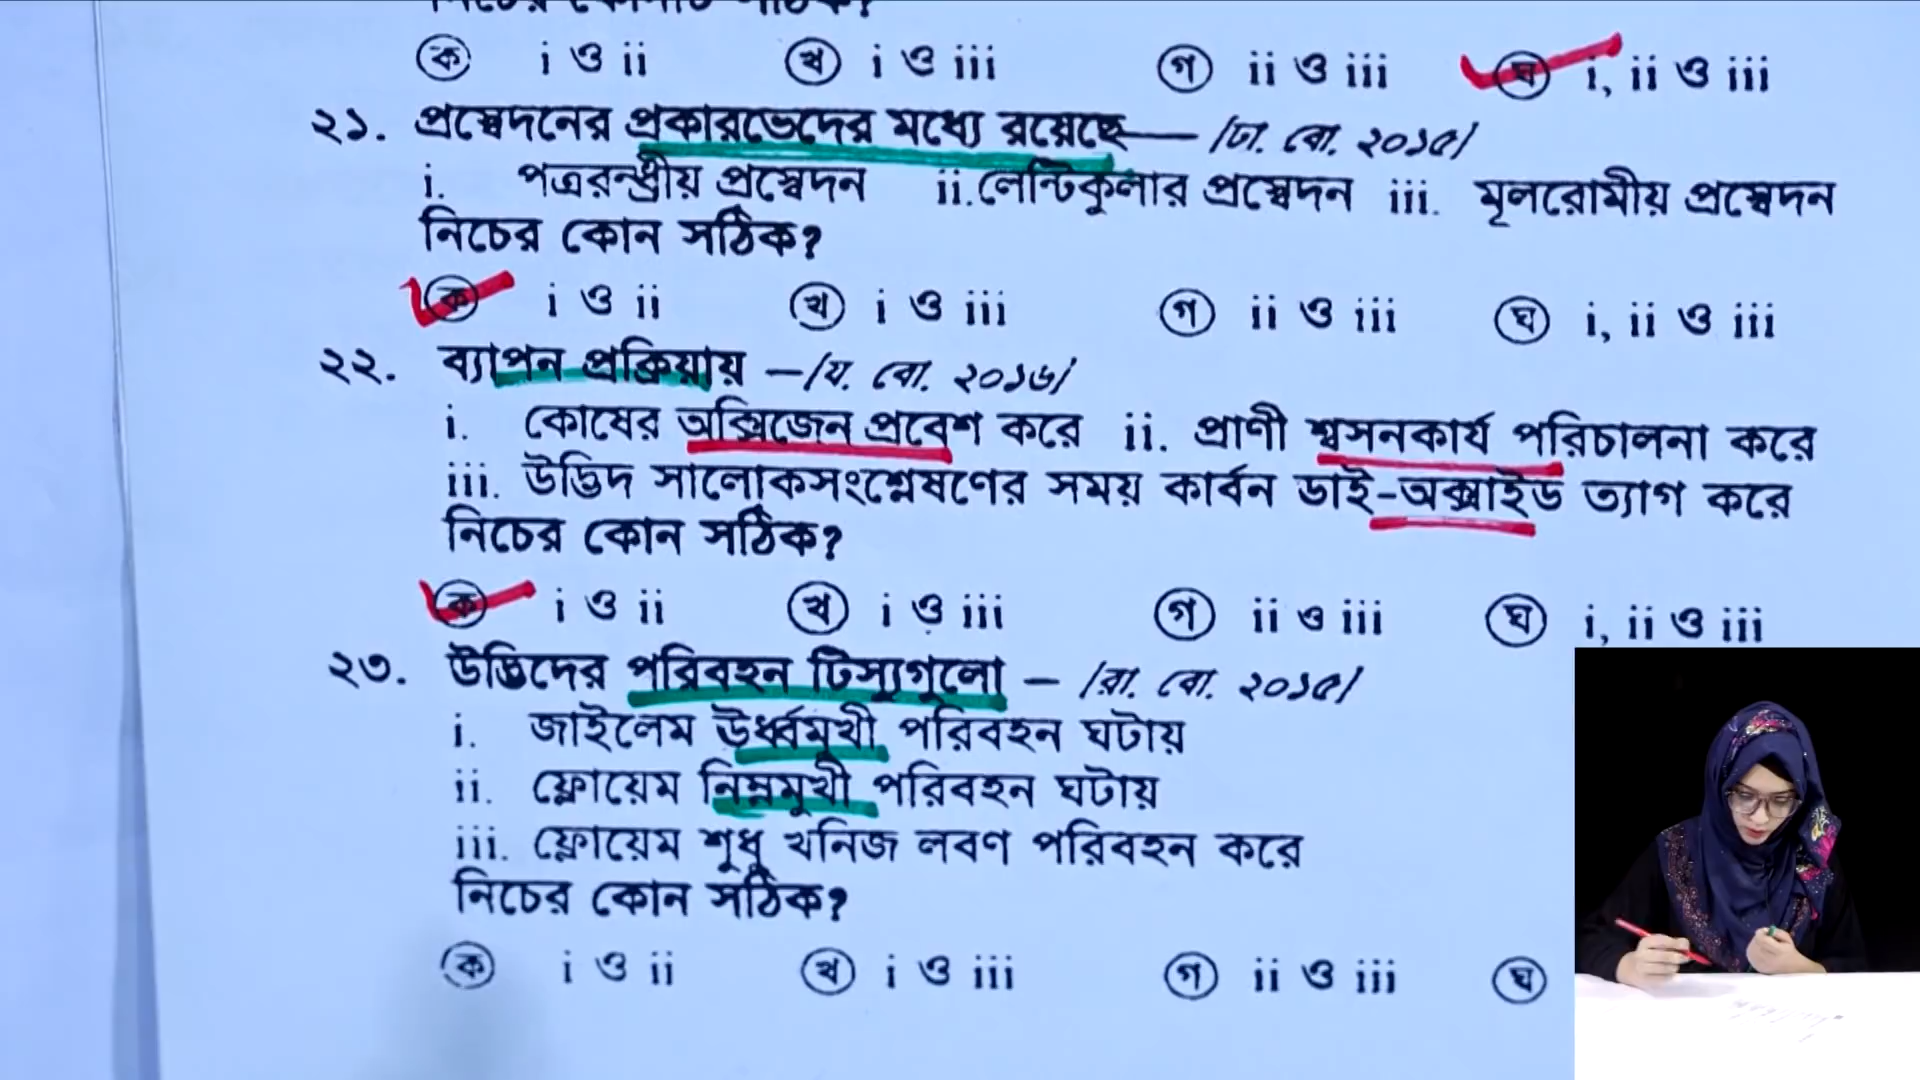 ক i ও ii খ i ও iii গ ii ও iii ঘ i, ii ও iii
২১. প্রস্বেদনের প্রকারভেদের মধ্যে রয়েছে— /ঢা. বো. ২০১৫/
i. পত্ররন্ধ্রীয় প্রস্বেদন ii.লেন্টিকুলার প্রস্বেদন iii. মূলরোমীয় প্রস্বেদন
নিচের কোন সঠিক?
ক i ও ii খ i ও iii গ ii ও iii ঘ i, ii ও iii
২২. ব্যাপন প্রক্রিয়ায় —/য. বো. ২০১৬/
i. কোষের অক্সিজেন প্রবেশ করে ii. প্রাণী শ্বসনকার্য পরিচালনা করে
iii. উদ্ভিদ সালোকসংশ্লেষণের সময় কার্বন ডাই-অক্সাইড ত্যাগ করে
নিচের কোন সঠিক?
ক i ও ii খ i ও iii গ ii ও iii ঘ i, ii ও iii
২৩. উদ্ভিদের পরিবহন টিস্যুগুলো — /রা. বো. ২০১৫/
i. জাইলেম ঊর্ধ্বমুখী পরিবহন ঘটায়
ii. ফ্লোয়েম নিম্নমুখী পরিবহন ঘটায়
iii. ফ্লোয়েম শুধু খনিজ লবণ পরিবহন করে
নিচের কোন সঠিক?
ক i ও ii খ i ও iii গ ii ও iii ঘ